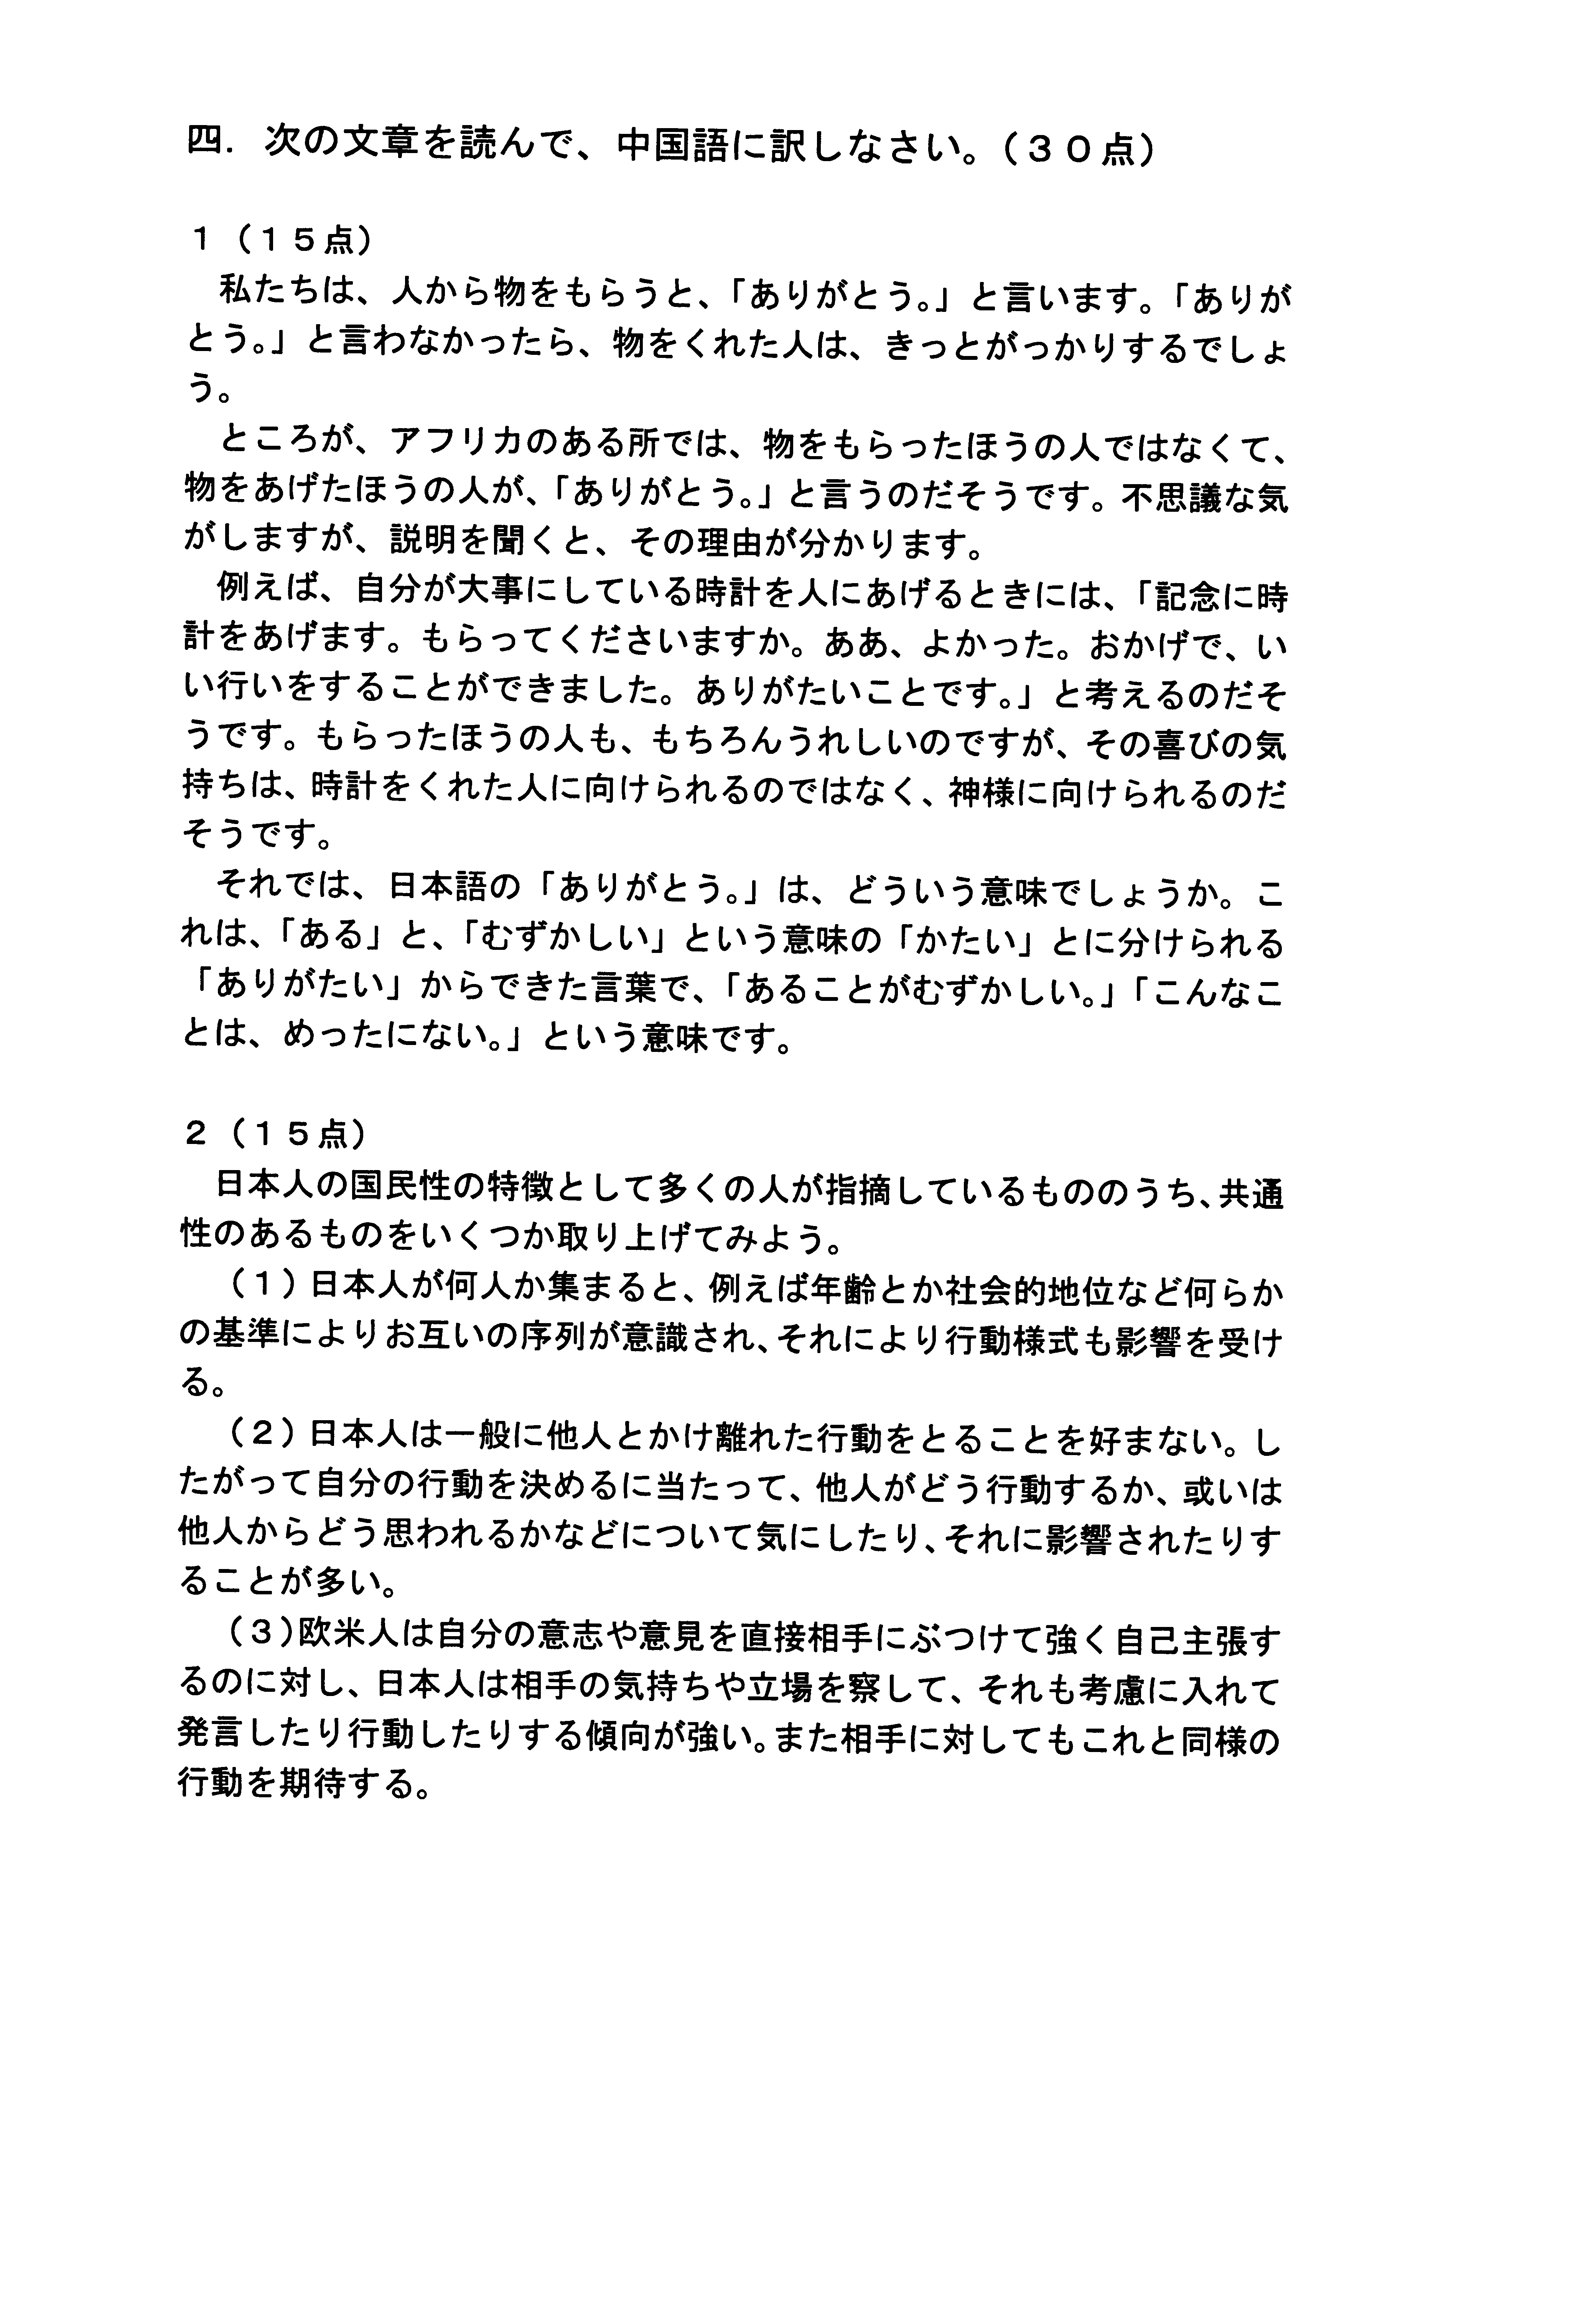 四．次の文章を読んで、中国語に訳しなさい。（３０点）
１（１５点）
私たちは、人から物をもらうと、「ありがとう。」と言います。「ありが
とう。」と言わなかったら、物をくれた人は、きっとがっかりするでしょ
う。
ところが、アフリカのある所では、物をもらったほうの人ではなくて、
物をあげたほうの人が、「ありがとう。」と言うのだそうです。不思議な気
がしますが、説明を聞くと、その理由が分かります。
例えば、自分が大事にしている時計を人にあげるときには、「記念に時
計をあげます。もらってくださいますか。ああ、よかった。おかげで、い
い行いをすることができました。ありがたいことです。」と考えるのだそ
うです。もらったほうの人も、もちろんうれしいのですが、その喜びの気
持ちは、時計をくれた人に向けられるのではなく、神様に向けられるのだ
そうです。
それでは、日本語の「ありがとう。」は、どういう意味でしょうか。こ
れは、「ある」と、「むずかしい」という意味の「かたい」とに分けられる
「ありがたい」からできた言葉で、「あることがむずかしい。」「こんなこ
とは、めったにない。」という意味です。
２（１５点）
日本人の国民性の特徴として多くの人が指摘しているもののうち、共通
性のあるものをいくつか取り上げてみよう。
（１）日本人が何人か集まると、例えば年齢とか社会的地位など何らか
の基準によりお互いの序列が意識され、それにより行動様式も影響を受け
る。
（２）日本人は一般に他人とかけ離れた行動をとることを好まない。し
たがって自分の行動を決めるに当たって、他人がどう行動するか、或いは
他人からどう思われるかなどについて気にしたり、それに影響されたりす
ることが多い。
（３）欧米人は自分の意志や意見を直接相手にぶつけて強く自己主張す
るのに対し、日本人は相手の気持ちや立場を察して、それも考慮に入れて
発言したり行動したりする傾向が強い。また相手に対してもこれと同様の
行動を期待する。